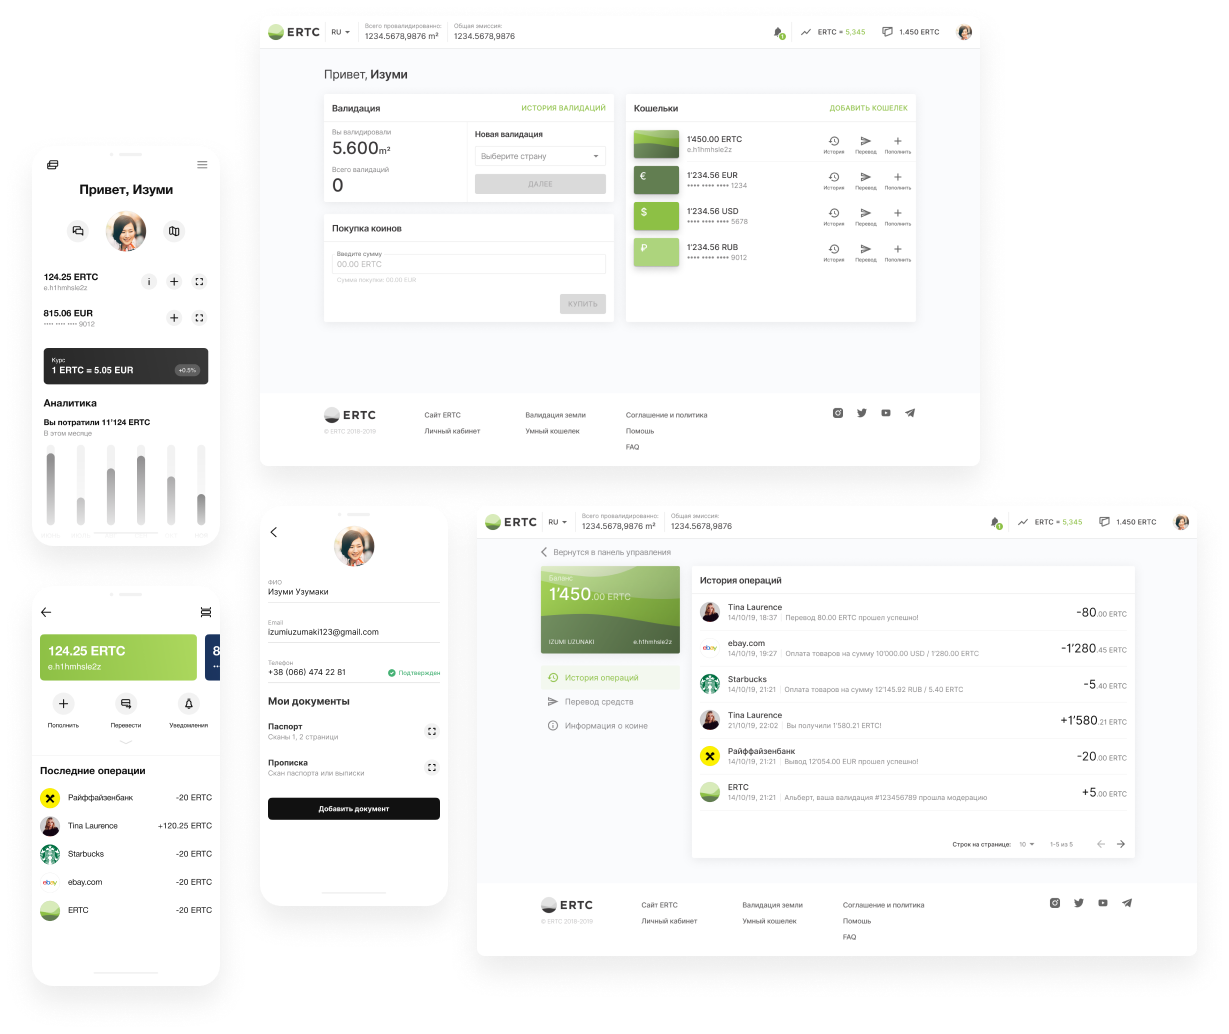 ERTC
RU
Всего провалидированно:
1234.5678,9876 m²
Общая эмиссия:
1234.5678,9876
1
ERTC = 5,345
1.450 ERTC
Привет, Изуми
Валидация
ИСТОРИЯ ВАЛИДАЦИЙ
Вы валидировали
5.600m²
Всего валидаций
0
Новая валидация
Выберите страну
ДАЛЕЕ
Покупка коинов
Введите сумму
00.00 ERTC
Сумма покупки: 00.00 EUR
КУПИТЬ
Кошельки
ДОБАВИТЬ КОШЕЛЕК
1'450.00 ERTC
e.h1hmhsle2z
История
Перевод
Пополнить
€
1'234.56 EUR
•••• •••• •••• 1234
История
Перевод
Пополнить
$
1'234.56 USD
•••• •••• •••• 5678
История
Перевод
Пополнить
₽
1'234.56 RUB
•••• •••• •••• 9012
История
Перевод
Пополнить
ERTC
© ERTC 2018-2019
Сайт ERTC
Личный кабинет
Валидация земли
Умный кошелек
Соглашение и политика
Помошь
FAQ
Привет, Изуми
124.25 ERTC
e.h1hmhsle2z
815.06 EUR
•••• •••• •••• 9012
Курс
1 ERTC = 5.05 EUR
+0.5%
Аналитика
Вы потратили 11'124 ERTC
В этом месяце
124.25 ERTC
e.h1hmhsle2z
8
Пополнить
Перевести
Уведомления
Последние операции
Райффайзенбанк
-20 ERTC
Tina Laurence
+120.25 ERTC
Starbucks
-20 ERTC
ebay
ebay.com
-20 ERTC
ERTC
-20 ERTC
ФИО
Изуми Узумаки
Email
izumiuzumaki123@gmail.com
Телефон
+38 (066) 474 22 81
Подтвержден
Мои документы
Паспорт
Сканы 1, 2 страници
Прописка
Скан паспорта или выписки
Добавить документ
ERTC
RU
Всего провалидированно:
1234.5678,9876 m²
Общая эмиссия:
1234.5678,9876
1
ERTC = 5,345
1.450 ERTC
Вернутся в панель управления
Баланс
1'450.00 ERTC
IZUMI UZUNAKI
e.h1hmhsle2z
История операций
Перевод средств
Информация о коине
История операций
Tina Laurence
14/10/19, 18:37
Перевод 80.00 ERTC прошел успешно!
-80.00 ERTC
ebay
ebay.com
14/10/19, 19:27
Оплата товаров на сумму 10'000.00 USD / 1'280.00 ERTC
-1'280.45 ERTC
Starbucks
14/10/19, 21:21
Оплата товаров на сумму 12'145.92 RUB / 5.40 ERTC
-5.40 ERTC
Tina Laurence
21/10/19, 22:02
Вы получили 1'580.21 ERTC!
+1'580.21 ERTC
Райффайзенбанк
14/10/19, 21:21
Вывод 12'054.00 EUR прошел успешно!
-20.00 ERTC
ERTC
14/10/19, 21:21
Альберт, ваша валидация #123456789 прошла модерацию
+5.00 ERTC
Строк на странице:
10
1-5 из 5
ERTC
© ERTC 2018-2019
Сайт ERTC
Личный кабинет
Валидация земли
Умный кошелек
Соглашение и политика
Помошь
FAQ